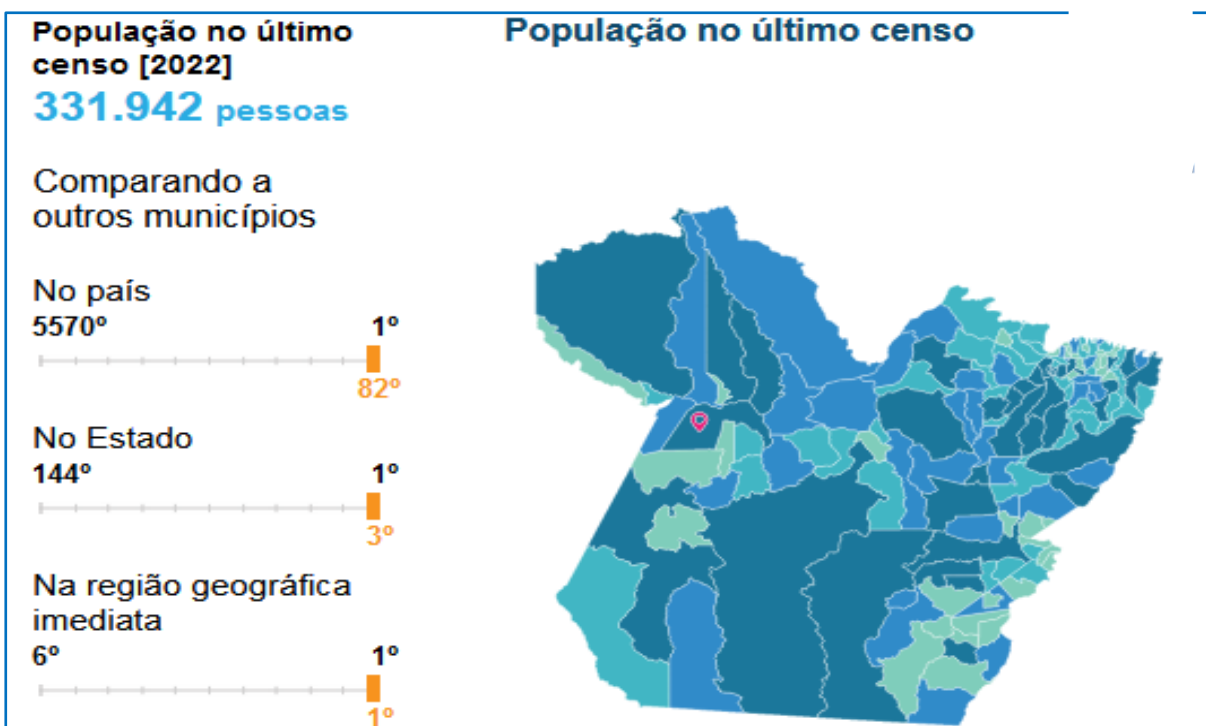 População no último
censo [2022]
331.942 pessoas
Comparando a
outros municípios
No país
5570º 1º
82º
No Estado
144º 1º
3º
Na região geográfica
imediata
6º 1º
1º
População no último censo